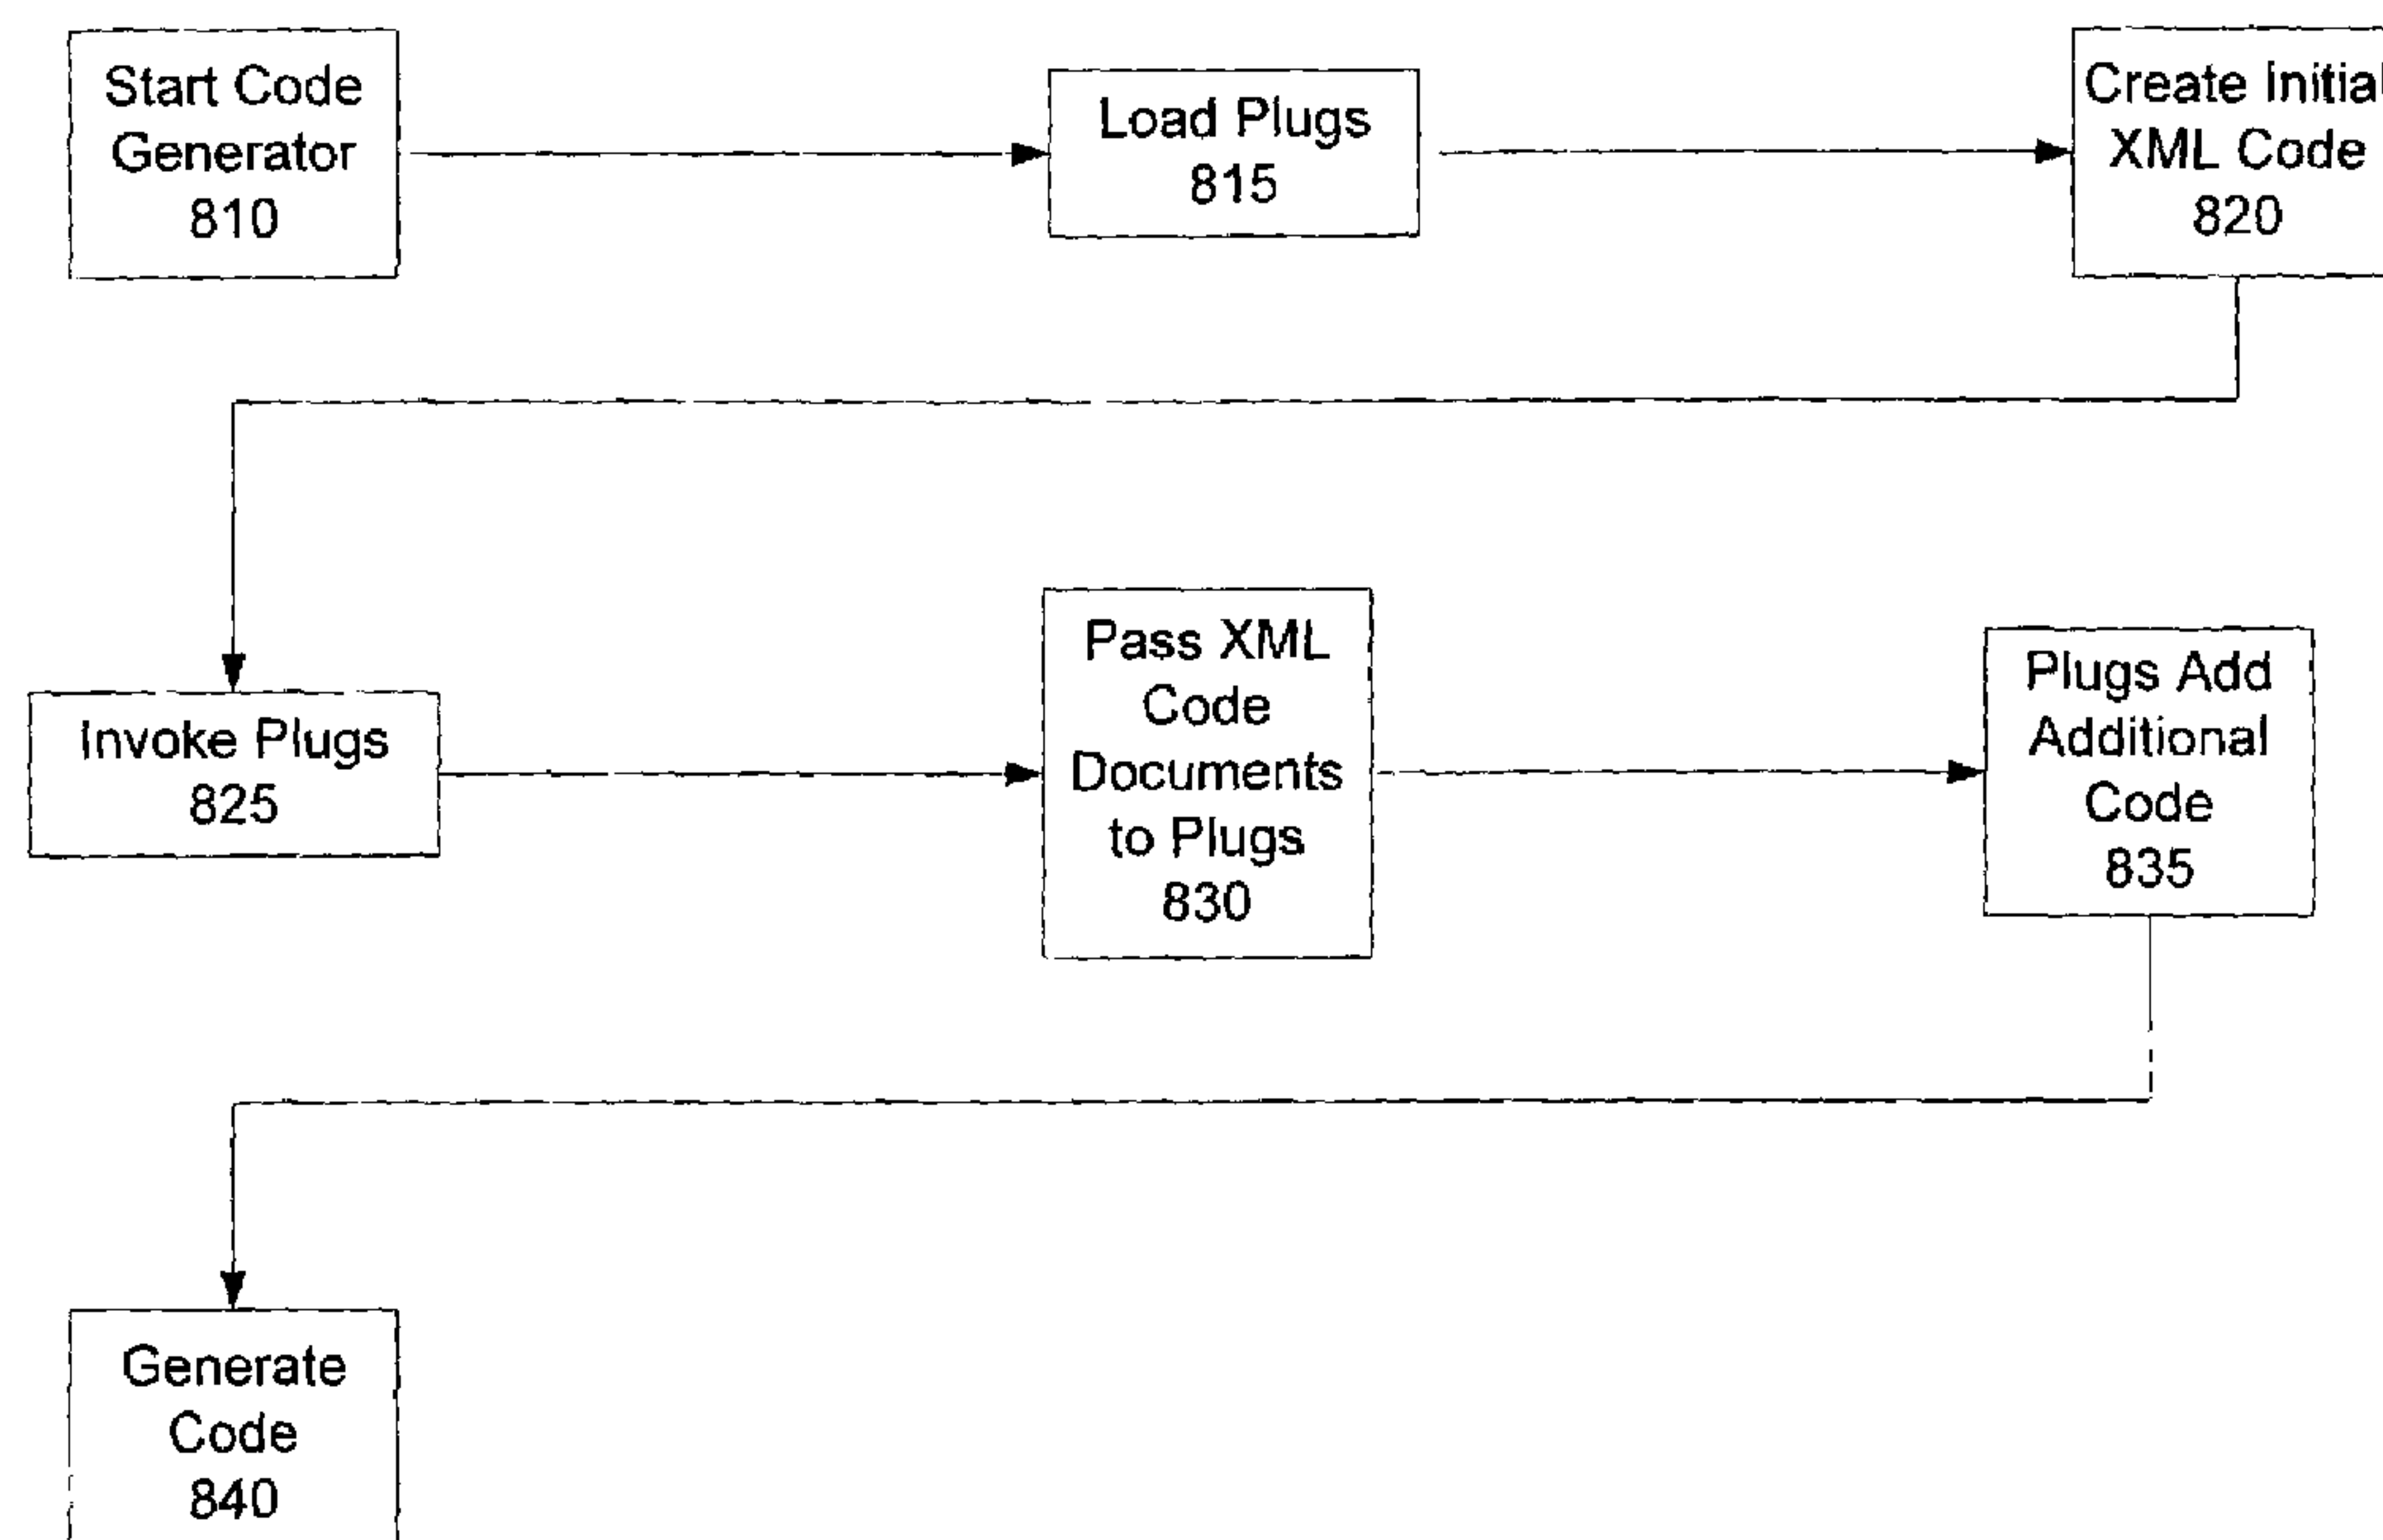 Start Code
Generator
810
Load Plugs
815
Create Initial
XML Code
820
Invoke Plugs
825
Pass XML
Code
Documents
to Plugs
830
Plugs Add
Additional
Code
835
Generate
Code
840